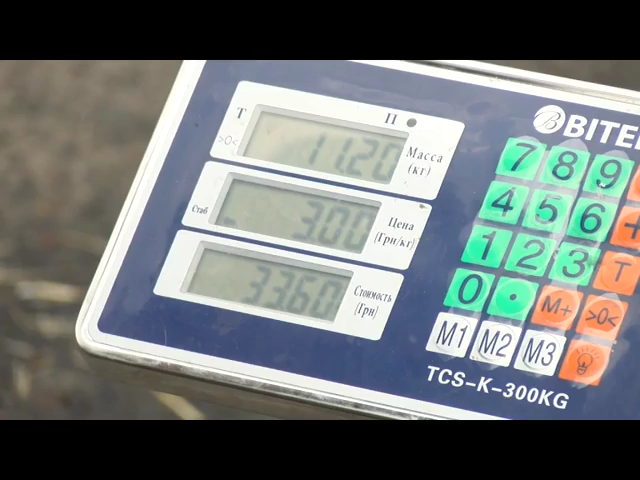 Т П
>0< 11.20 Масса (кг)
Стаб 3.00 Цена (Грн/кг)
33.60 Стоимость (Грн)
7 8 9
4 5 6 +
1 2 3 T
0 • M+ >0<
M1 M2 M3
TCS-K-300KG